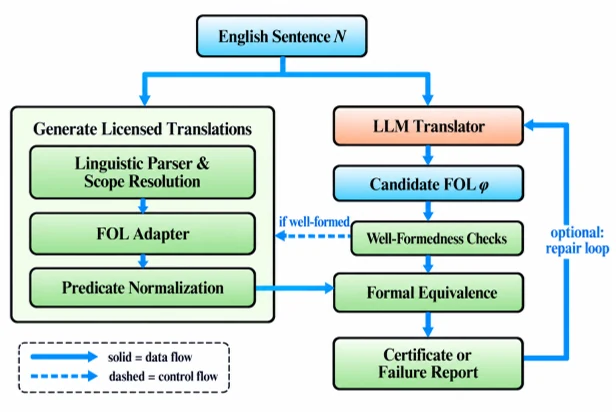 English Sentence N
Generate Licensed Translations
Linguistic Parser &
Scope Resolution
FOL Adapter
Predicate Normalization
LLM Translator
Candidate FOL φ
if well-formed
Well-Formedness Checks
Formal Equivalence
Certificate or
Failure Report
optional:
repair loop
solid = data flow
dashed = control flow